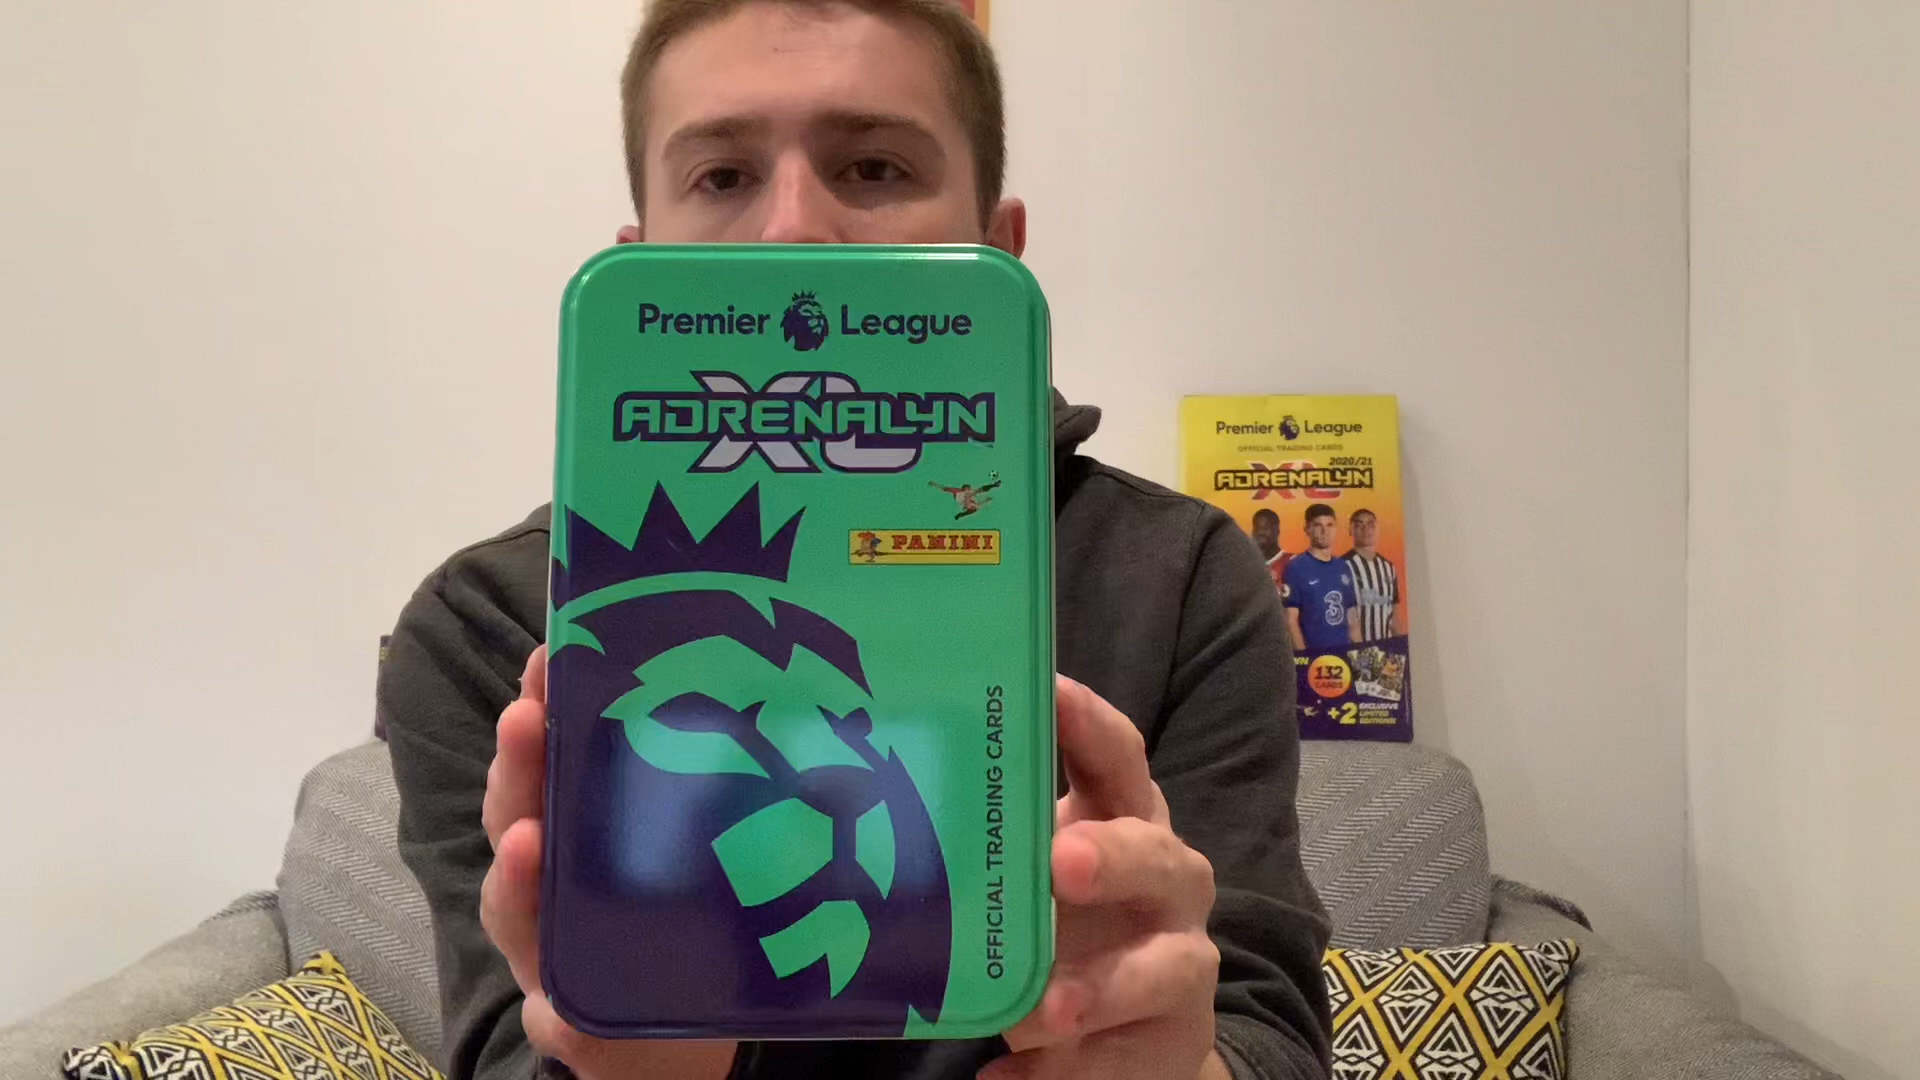 Premier League
ADRENALYN
XL
PANINI
OFFICIAL TRADING CARDS
Premier League
OFFICIAL TRADING CARDS
2020/21
ADRENALYN
XL
3
132
CARDS
+2 EXCLUSIVE
LIMITED
EDITIONS!